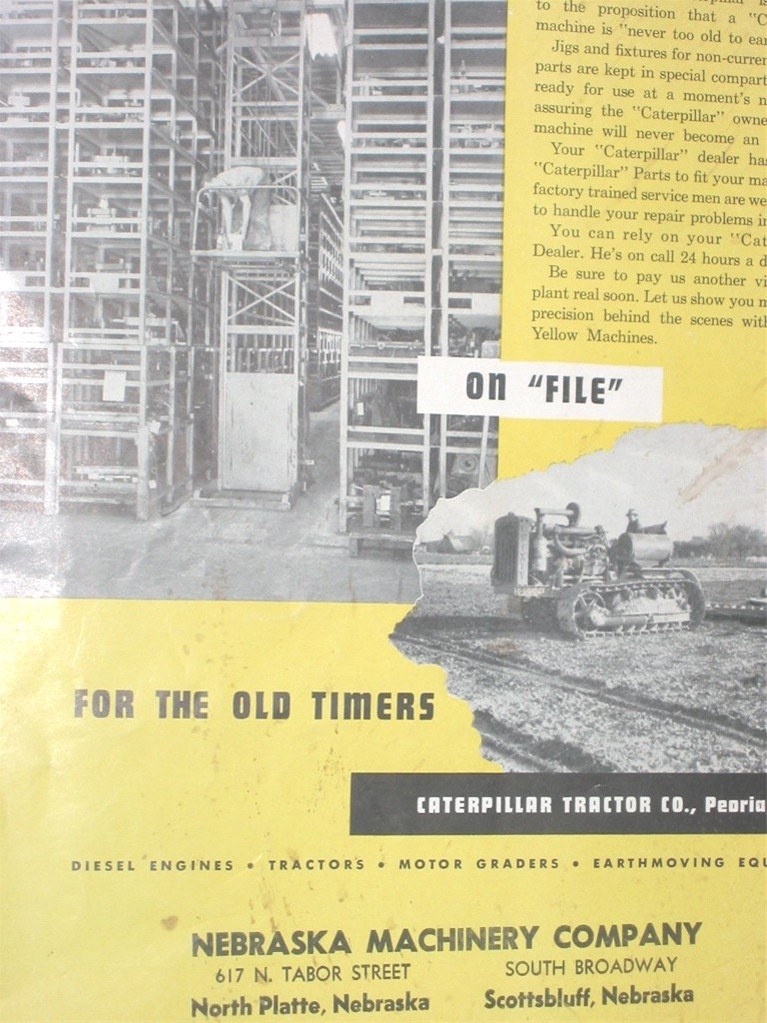 to the proposition that a "C
machine is "never too old to ear
Jigs and fixtures for non-curren
parts are kept in special compart
ready for use at a moment's n
assuring the "Caterpillar" owne
machine will never become an
Your "Caterpillar" dealer has
"Caterpillar" Parts to fit your ma
factory trained service men are we
to handle your repair problems i
You can rely on your "Cat
Dealer. He's on call 24 hours a d
Be sure to pay us another vi
plant real soon. Let us show you m
precision behind the scenes with
Yellow Machines.
ON "FILE"
FOR THE OLD TIMERS
CATERPILLAR TRACTOR CO., Peoria
DIESEL ENGINES • TRACTORS • MOTOR GRADERS • EARTHMOVING EQU
NEBRASKA MACHINERY COMPANY
617 N. TABOR STREET
North Platte, Nebraska
SOUTH BROADWAY
Scottsbluff, Nebraska